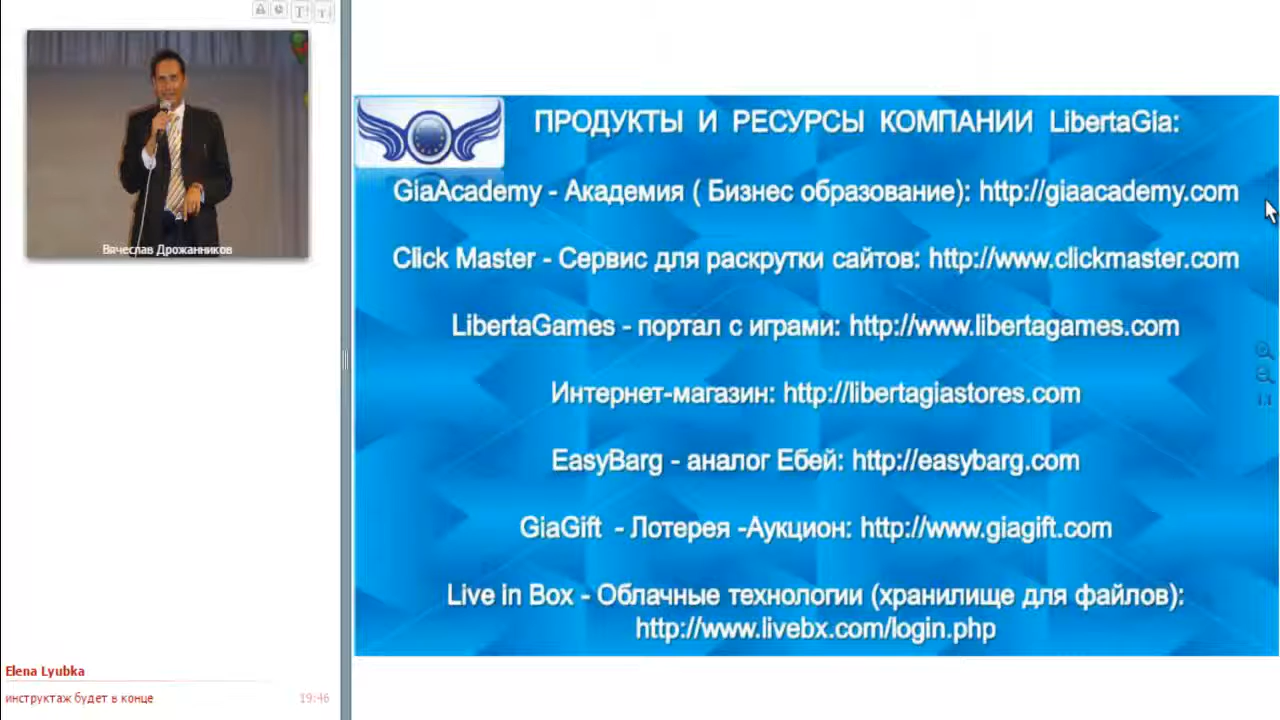 Вячеслав Дрожанников
Elena Lyubka
инструктаж будет в конце 19:46
ПРОДУКТЫ И РЕСУРСЫ КОМПАНИИ LibertaGia:
GiaAcademy - Академия ( Бизнес образование): http://giaacademy.com
Click Master - Сервис для раскрутки сайтов: http://www.clickmaster.com
LibertaGames - портал с играми: http://www.libertagames.com
Интернет-магазин: http://libertagiastores.com
EasyBarg - аналог Ебей: http://easybarg.com
GiaGift - Лотерея -Аукцион: http://www.giagift.com
Live in Box - Облачные технологии (хранилище для файлов):
http://www.livebx.com/login.php